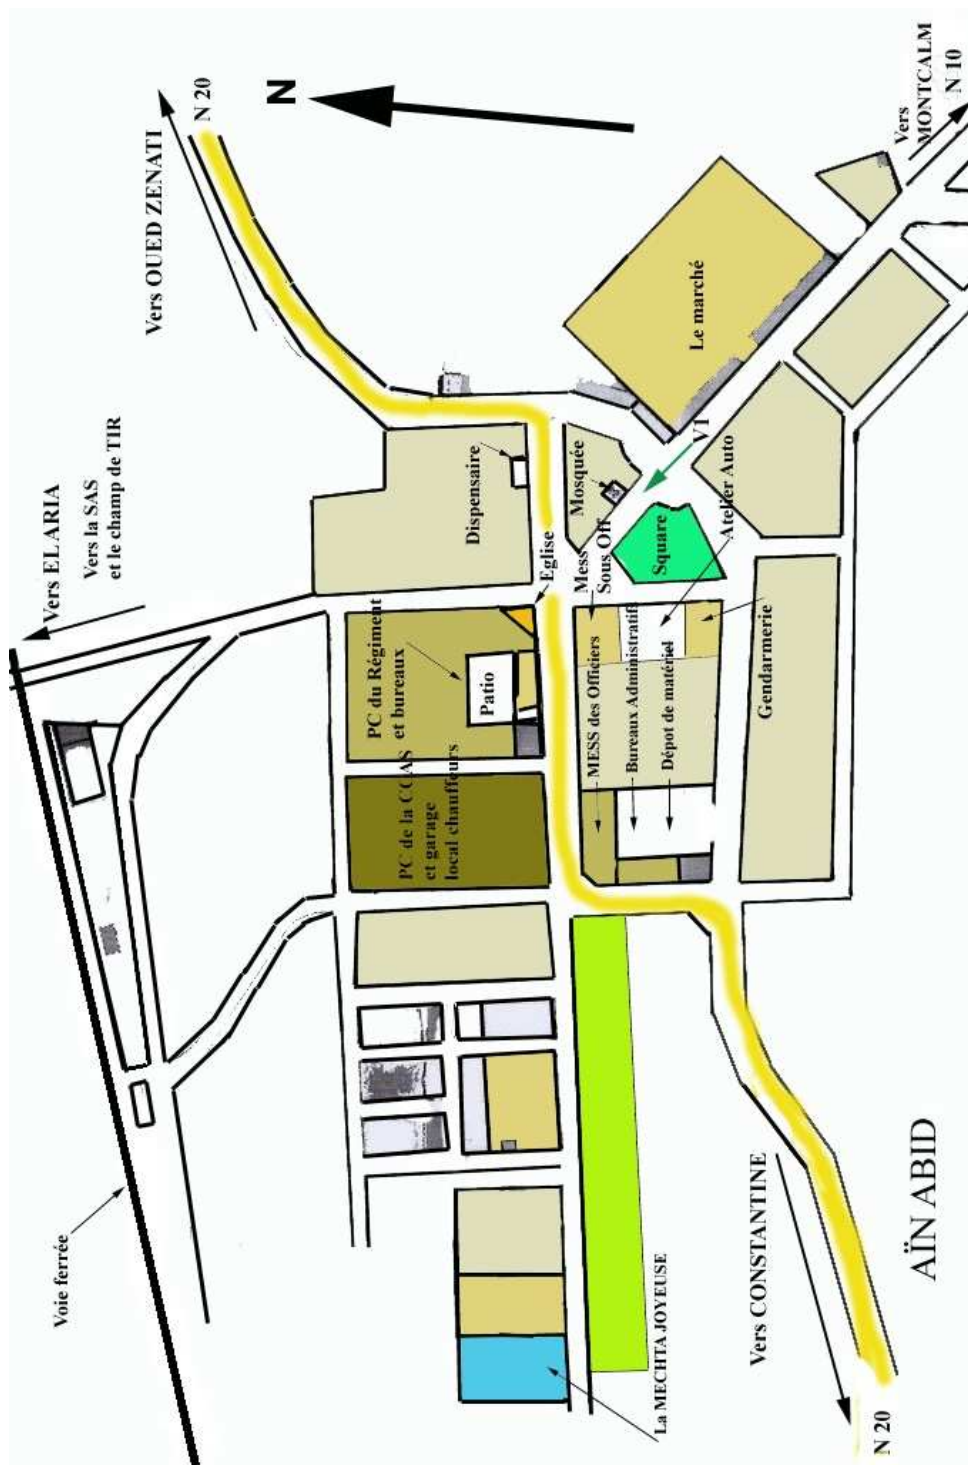 Voie ferrée
Vers EL ARIA
Vers la SAS
et le champ de TIR
Vers OUED ZENATI
N 20
N
PC du Régiment
et bureaux
PC de la CCAS
et garage
local chauffeurs
Patio
Dispensaire
Eglise
Mosquée
Mess
Sous Off
MESS des Officiers
Bureaux Administratifs
Dépot de matériel
Square
Le marché
V1
Atelier Auto
La MECHTA JOYEUSE
Gendarmerie
Vers CONSTANTINE
N 20
Vers
MONTCALM
N 10
AÏN ABID